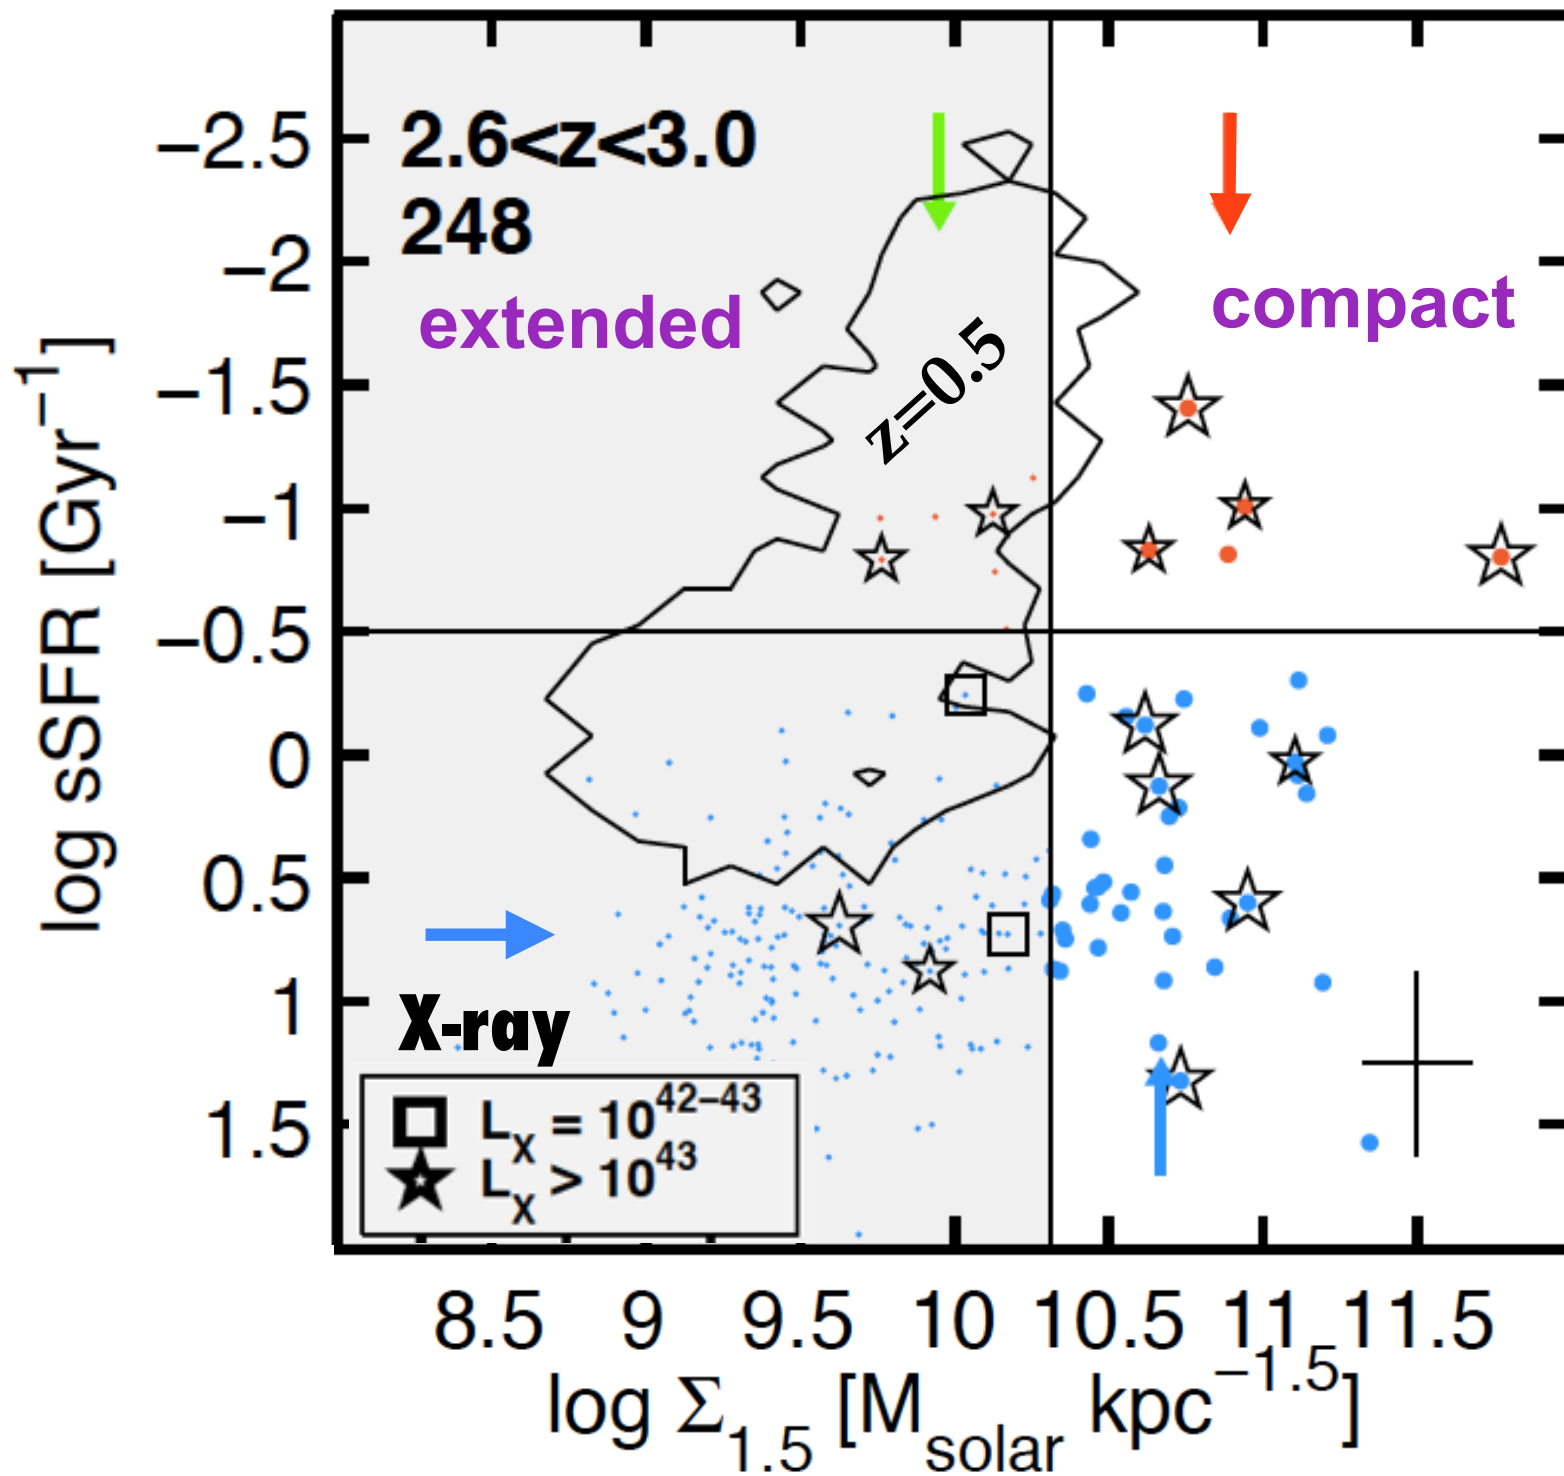 2.6<z<3.0
248
extended
compact
z=0.5
X-ray
L_X = 10^42−43
L_X > 10^43
log sSFR [Gyr^−1]
−2.5
−2
−1.5
−1
−0.5
0
0.5
1
1.5
8.5 9 9.5 10 10.5 11 11.5
log Σ_1.5 [M_solar kpc^−1.5]